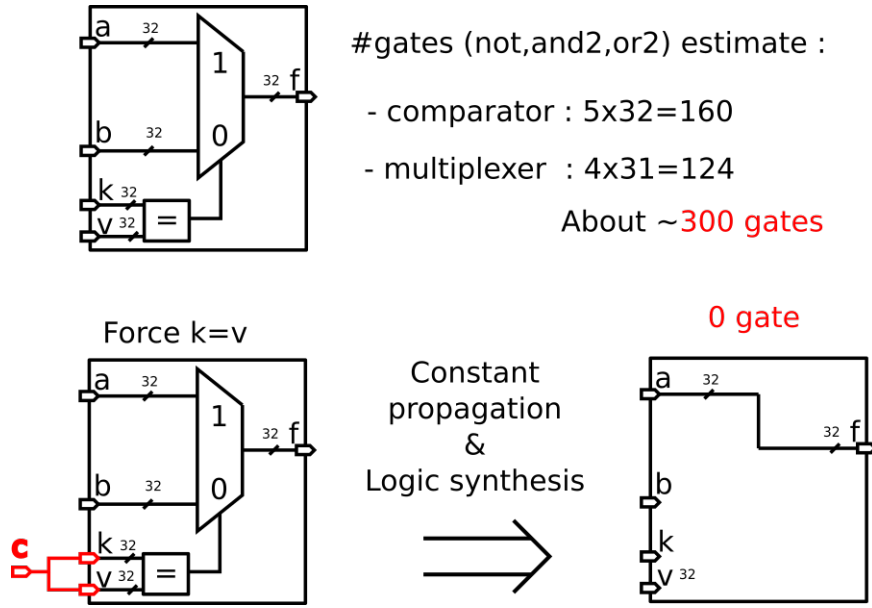 a
32
1
32
f
b
32
0
k
32
v
32
=
#gates (not,and2,or2) estimate :
- comparator : 5x32=160
- multiplexer : 4x31=124
About ~300 gates
Force k=v
a
32
1
32
f
b
32
0
c
k
32
v
32
=
Constant
propagation
&
Logic synthesis
0 gate
a
32
32
f
b
k
v
32